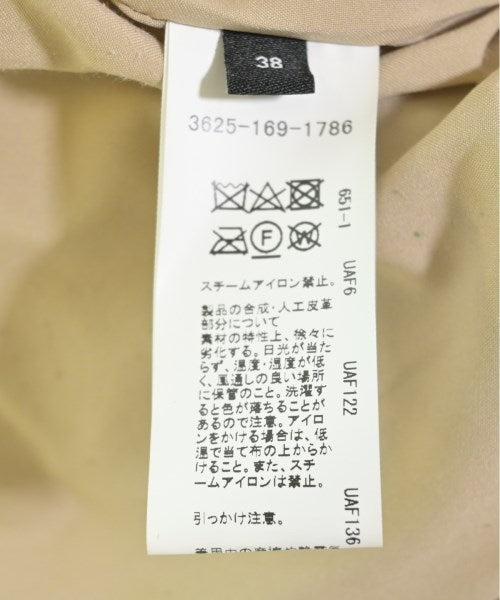 38
3625-169-1786
651-1
UAF6
UAF122
UAF136
F
W
スチームアイロン禁止。
製品の合成・人工皮革
部分について
素材の特性上、徐々に
劣化する。日光が当た
らず、温度・湿度が低
く、風通しの良い場所
に保管のこと。洗濯す
ると色が落ちることが
あるので注意。アイロ
ンをかける場合は、低
温で当て布の上からか
けること。また、スチ
ームアイロンは禁止。
引っかけ注意。